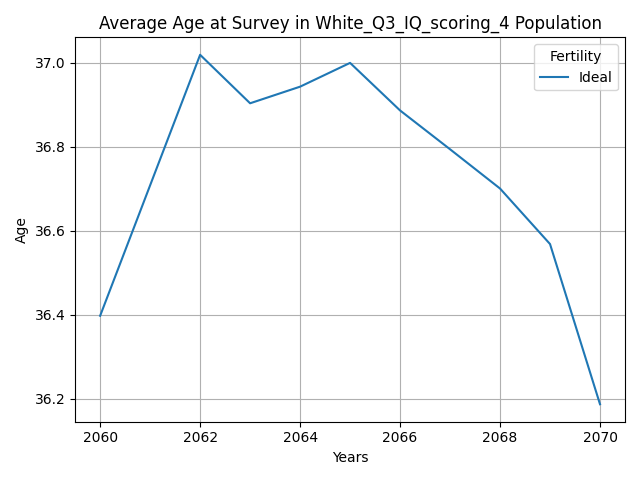 Average Age at Survey in White_Q3_IQ_scoring_4 Population
Fertility
Ideal
37.0
36.8
36.6
36.4
36.2
Age
2060 2062 2064 2066 2068 2070
Years